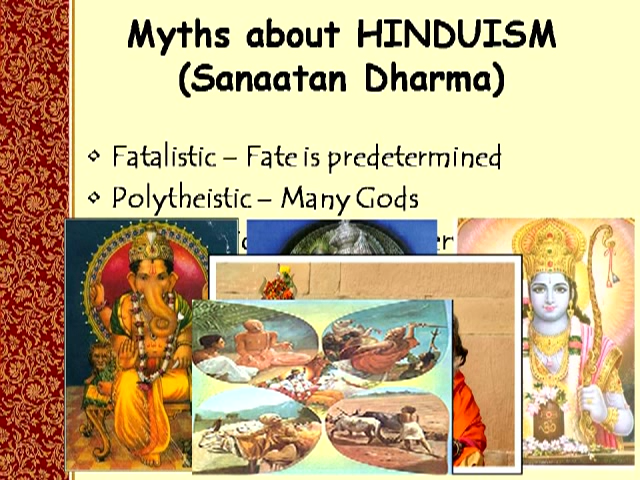 Myths about HINDUISM
(Sanaatan Dharma)
• Fatalistic – Fate is predetermined
• Polytheistic – Many Gods